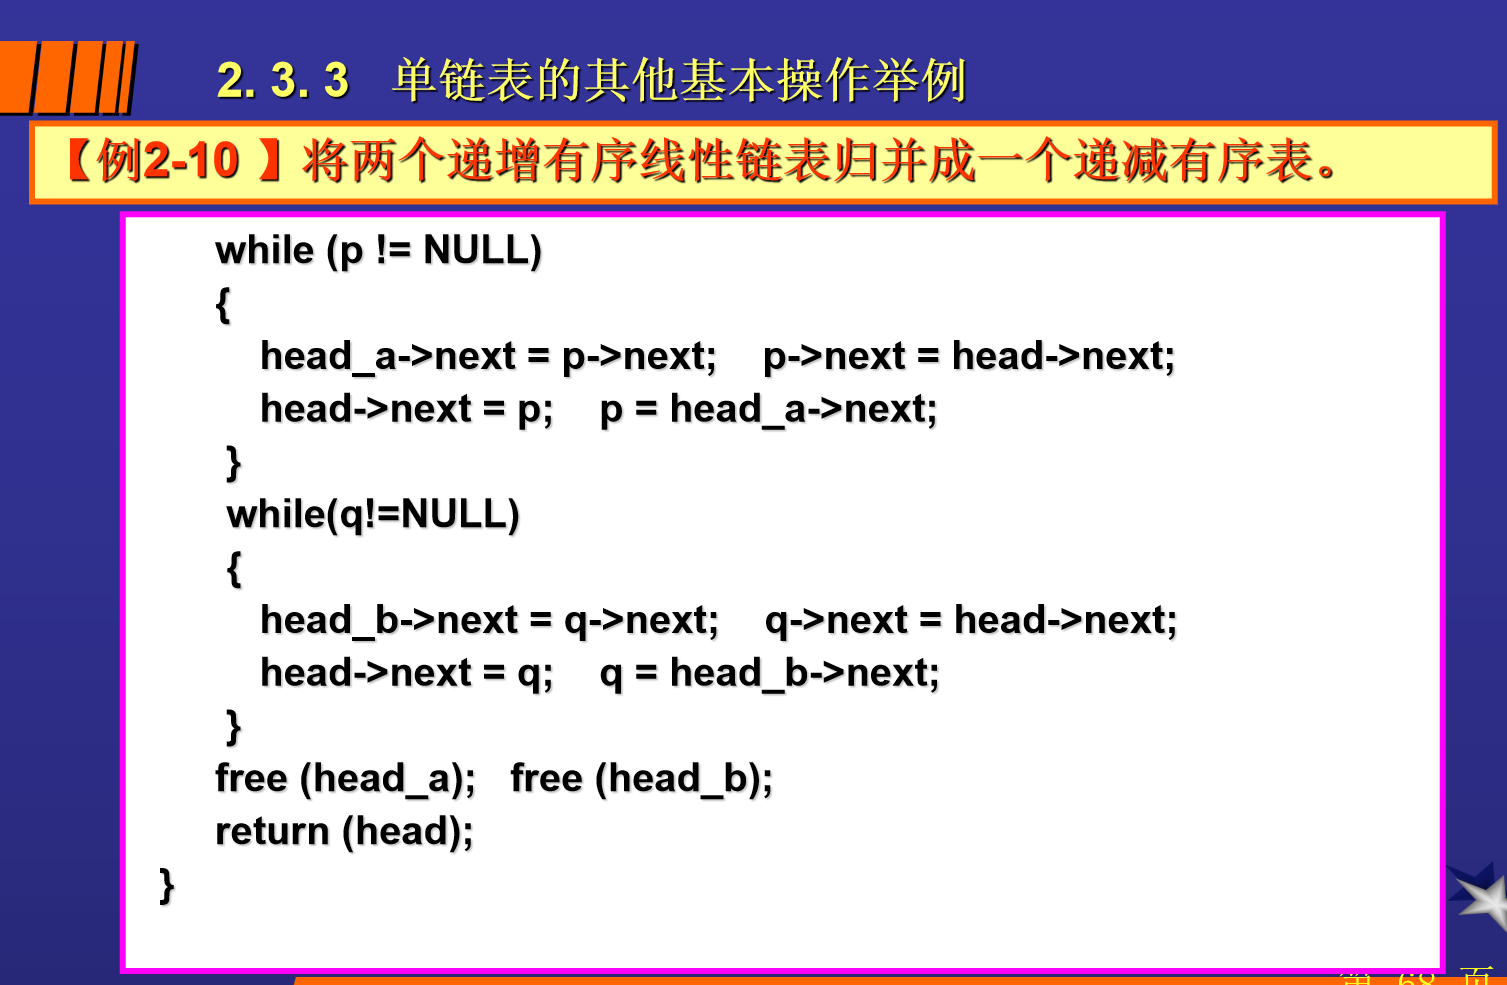 2. 3. 3 单链表的其他基本操作举例
【例2-10 】将两个递增有序线性链表归并成一个递减有序表。
while (p != NULL)
{
head_a->next = p->next; p->next = head->next;
head->next = p; p = head_a->next;
}
while(q!=NULL)
{
head_b->next = q->next; q->next = head->next;
head->next = q; q = head_b->next;
}
free (head_a); free (head_b);
return (head);
}
第 68 页